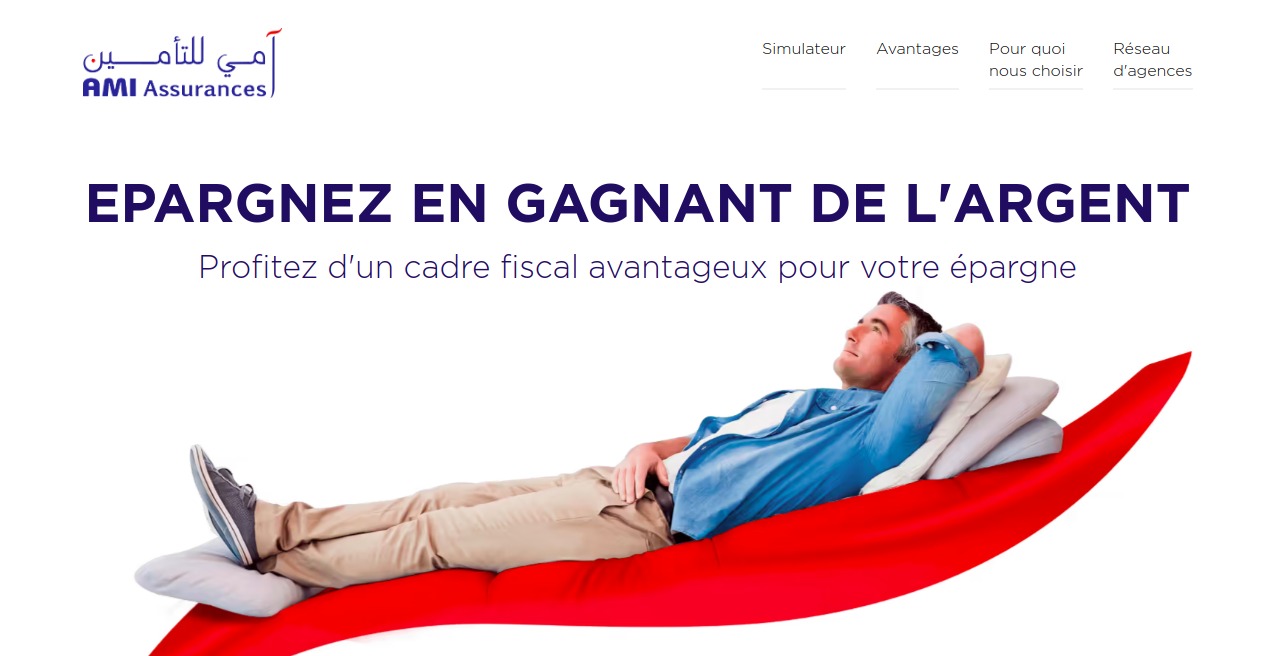 آمي للتأمين
AMI Assurances
Simulateur
Avantages
Pour quoi
nous choisir
Réseau
d'agences
EPARGNEZ EN GAGNANT DE L'ARGENT
Profitez d'un cadre fiscal avantageux pour votre épargne